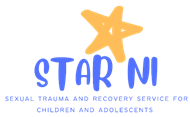 STAR NI
SEXUAL TRAUMA AND RECOVERY SERVICE FOR
CHILDREN AND ADOLESCENTS